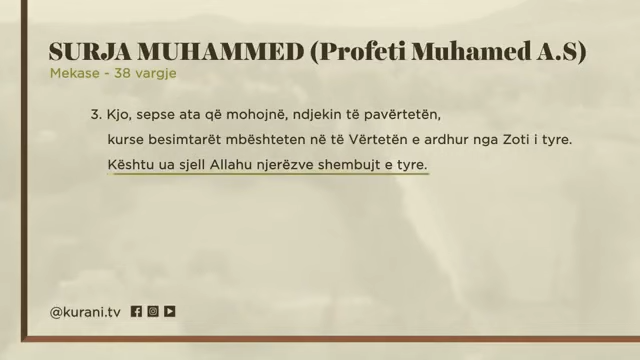 SURJA MUHAMMED (Profeti Muhamed A.S)
Mekase - 38 vargje
3. Kjo, sepse ata që mohojnë, ndjekin të pavërtetën,
kurse besimtarët mbështeten në të Vërtetën e ardhur nga Zoti i tyre.
Kështu ua sjell Allahu njerëzve shembujt e tyre.
@kurani.tv